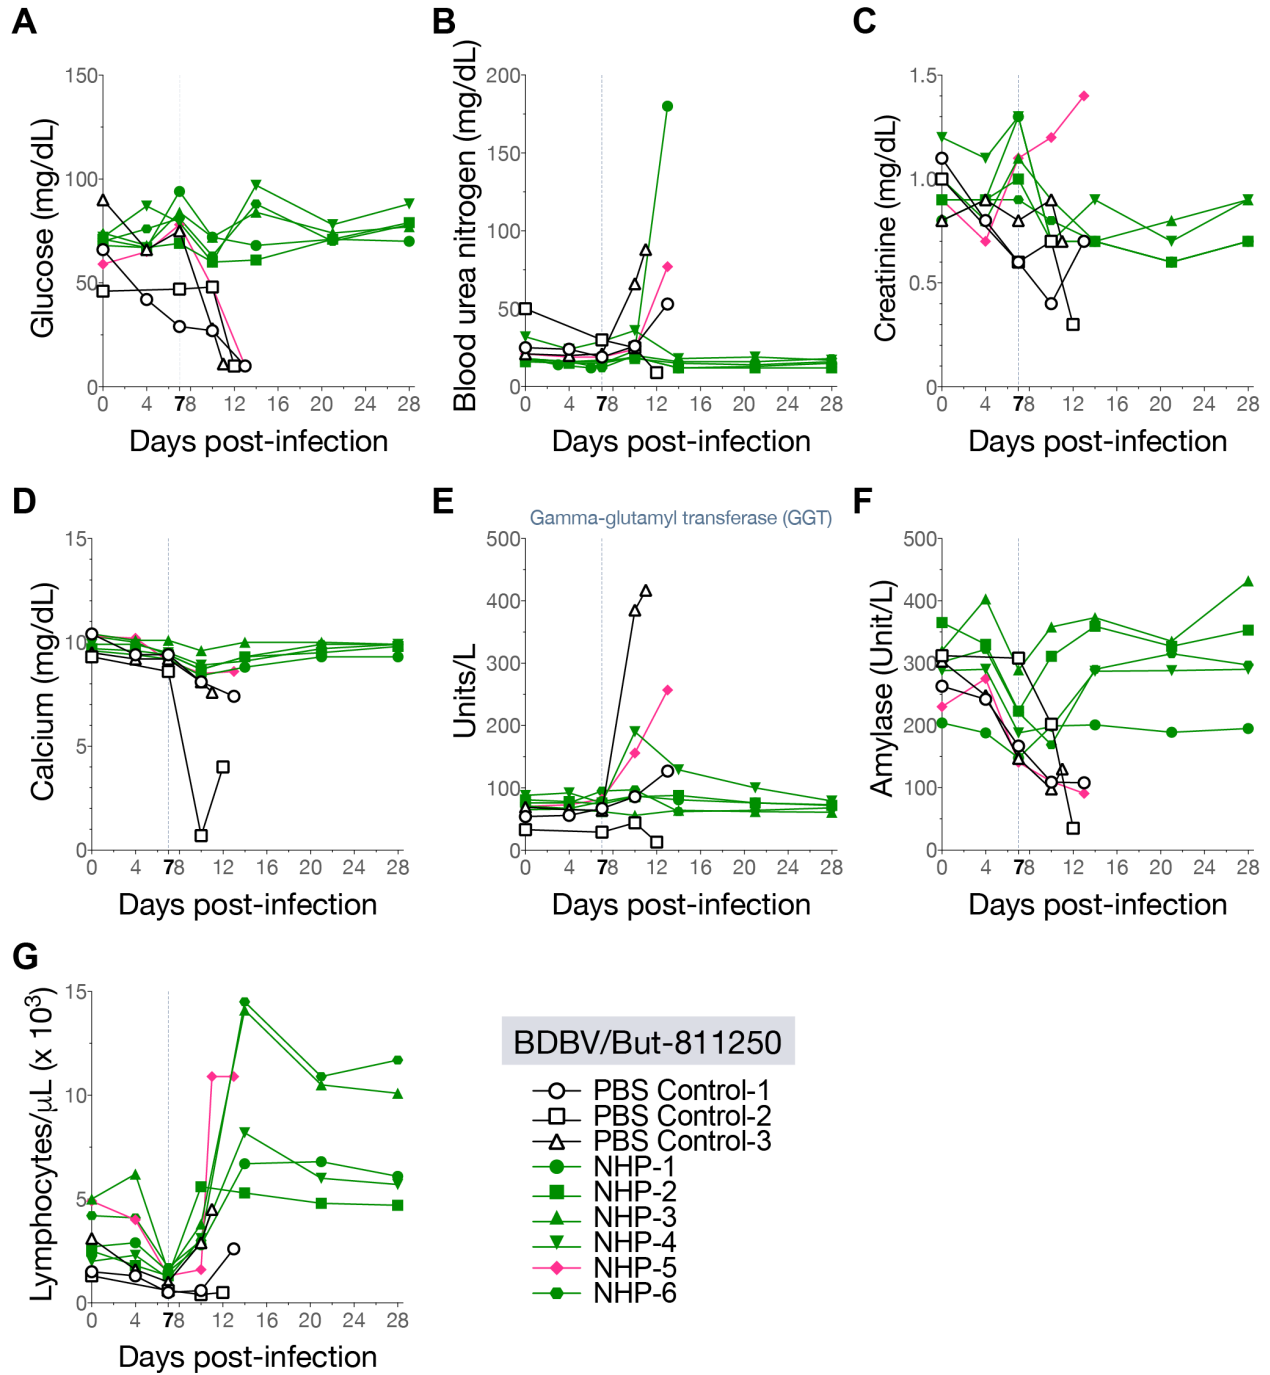 A
Glucose (mg/dL)
150
100
50
0
0 4 7 8 12 16 20 24 28
Days post-infection
B
Blood urea nitrogen (mg/dL)
200
150
100
50
0
0 4 7 8 12 16 20 24 28
Days post-infection
C
Creatinine (mg/dL)
1.5
1.0
0.5
0.0
0 4 7 8 12 16 20 24 28
Days post-infection
D
Calcium (mg/dL)
15
10
5
0
0 4 7 8 12 16 20 24 28
Days post-infection
E
Gamma-glutamyl transferase (GGT)
Units/L
500
400
300
200
100
0
0 4 7 8 12 16 20 24 28
Days post-infection
F
Amylase (Unit/L)
500
400
300
200
100
0
0 4 7 8 12 16 20 24 28
Days post-infection
G
Lymphocytes/μL (x 10³)
15
10
5
0
0 4 7 8 12 16 20 24 28
Days post-infection
BDBV/But-811250
PBS Control-1
PBS Control-2
PBS Control-3
NHP-1
NHP-2
NHP-3
NHP-4
NHP-5
NHP-6